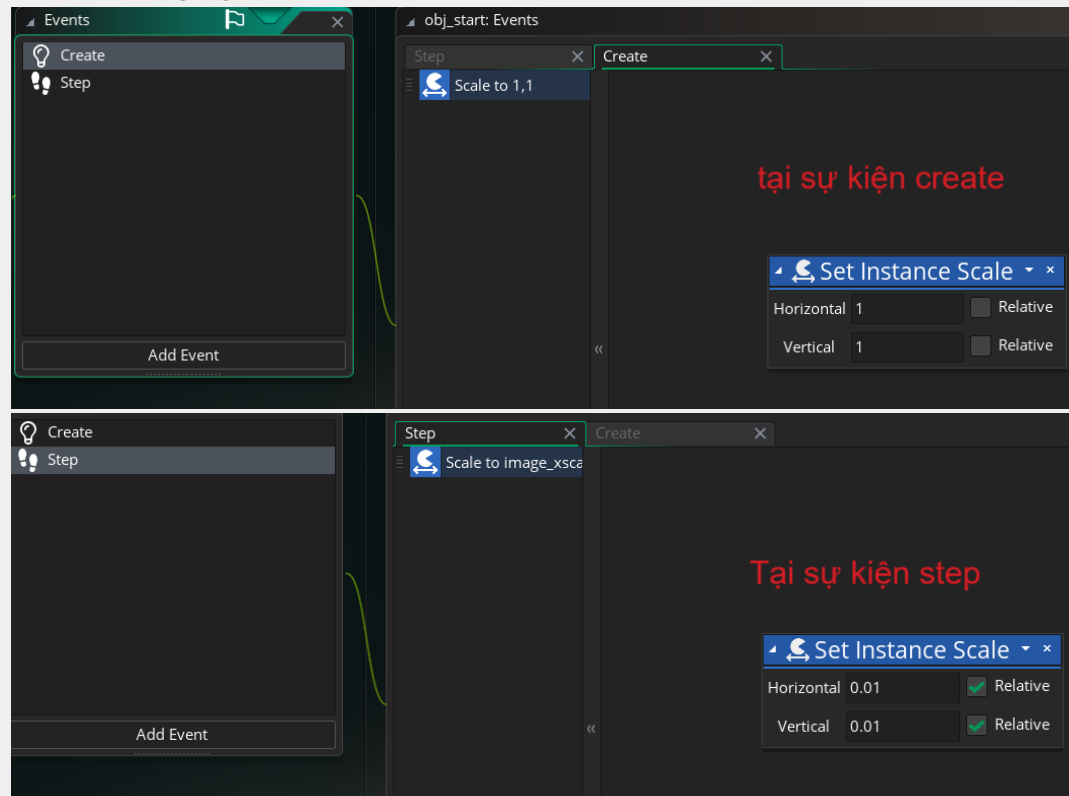 Events
obj_start: Events
Create
Step
Step
Create
Scale to 1,1
tại sự kiện create
Set Instance Scale
Horizontal 1 Relative
Vertical 1 Relative
Add Event
Create
Step
Step
Create
Scale to image_xsca
Tại sự kiện step
Set Instance Scale
Horizontal 0.01 Relative
Vertical 0.01 Relative
Add Event